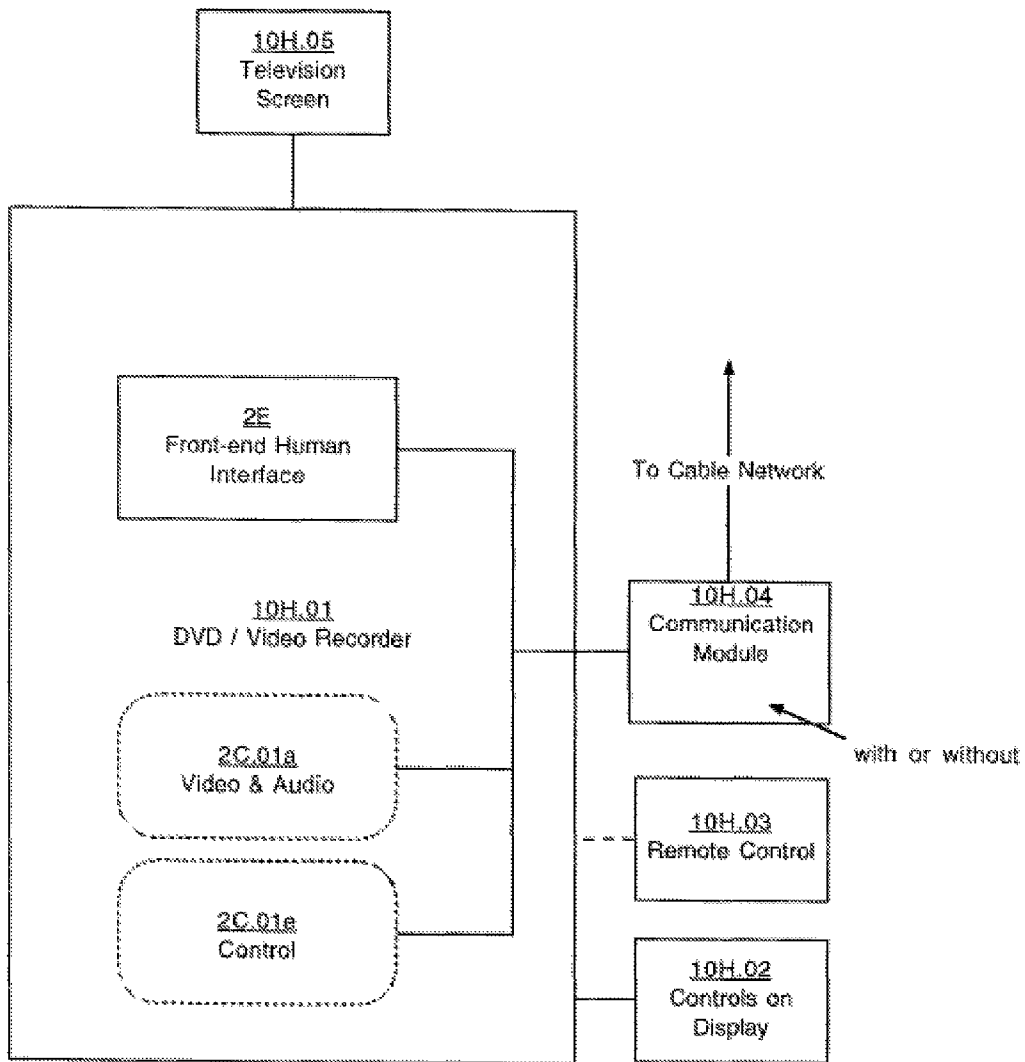 10H.05
Television
Screen
2E
Front-end Human
Interface
To Cable Network
10H.01
DVD / Video Recorder
10H.04
Communication
Module
with or without
2C.01a
Video & Audio
10H.03
Remote Control
2C.01e
Control
10H.02
Controls on
Display